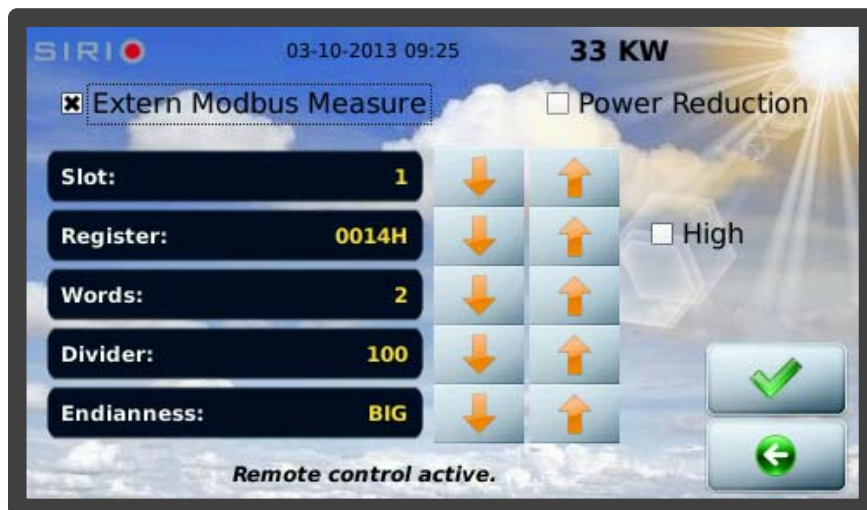 SIRIO 03-10-2013 09:25 33 KW
Extern Modbus Measure Power Reduction
Slot: 1
Register: 0014H High
Words: 2
Divider: 100
Endianness: BIG
Remote control active.